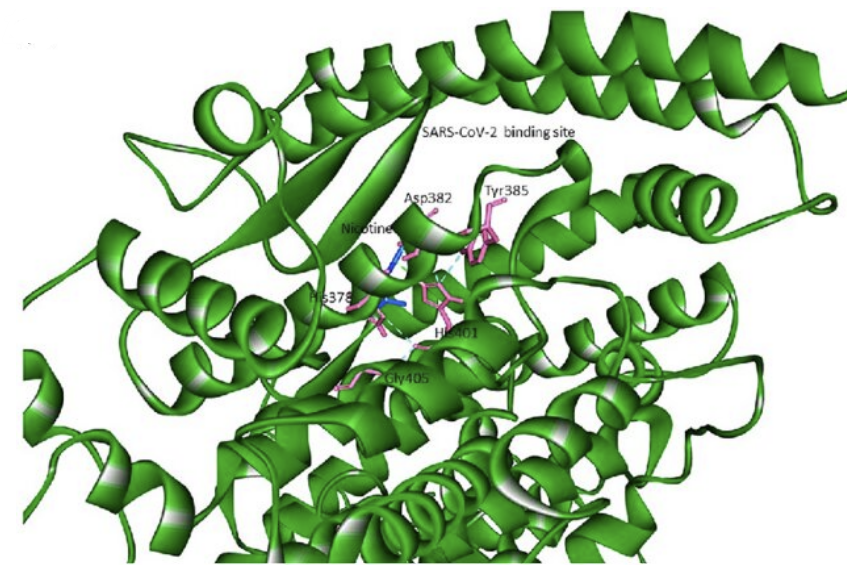 SARS-CoV-2 binding site
Asp382
Tyr385
Nicotine
His378
His401
Gly405